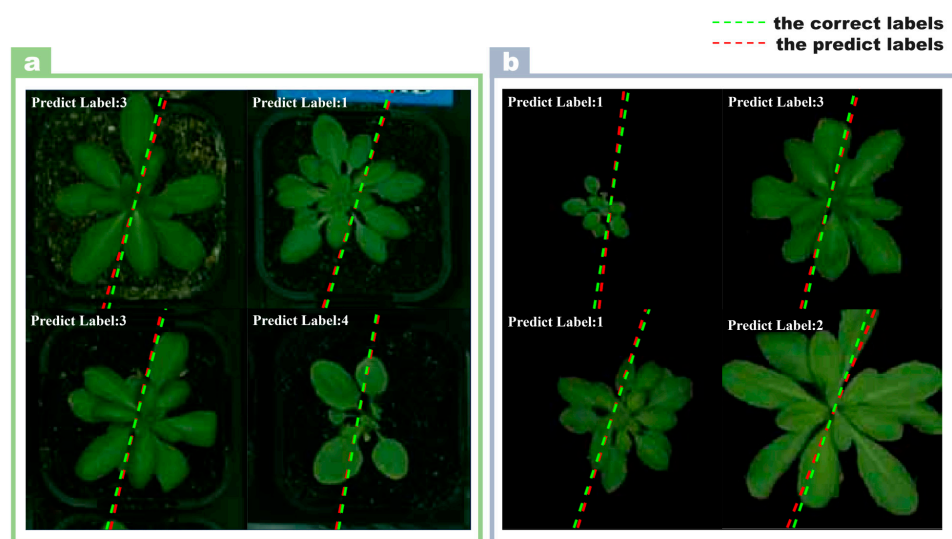 the correct labels
the predict labels
a
b
Predict Label:3
Predict Label:1
Predict Label:1
Predict Label:3
Predict Label:3
Predict Label:4
Predict Label:1
Predict Label:2